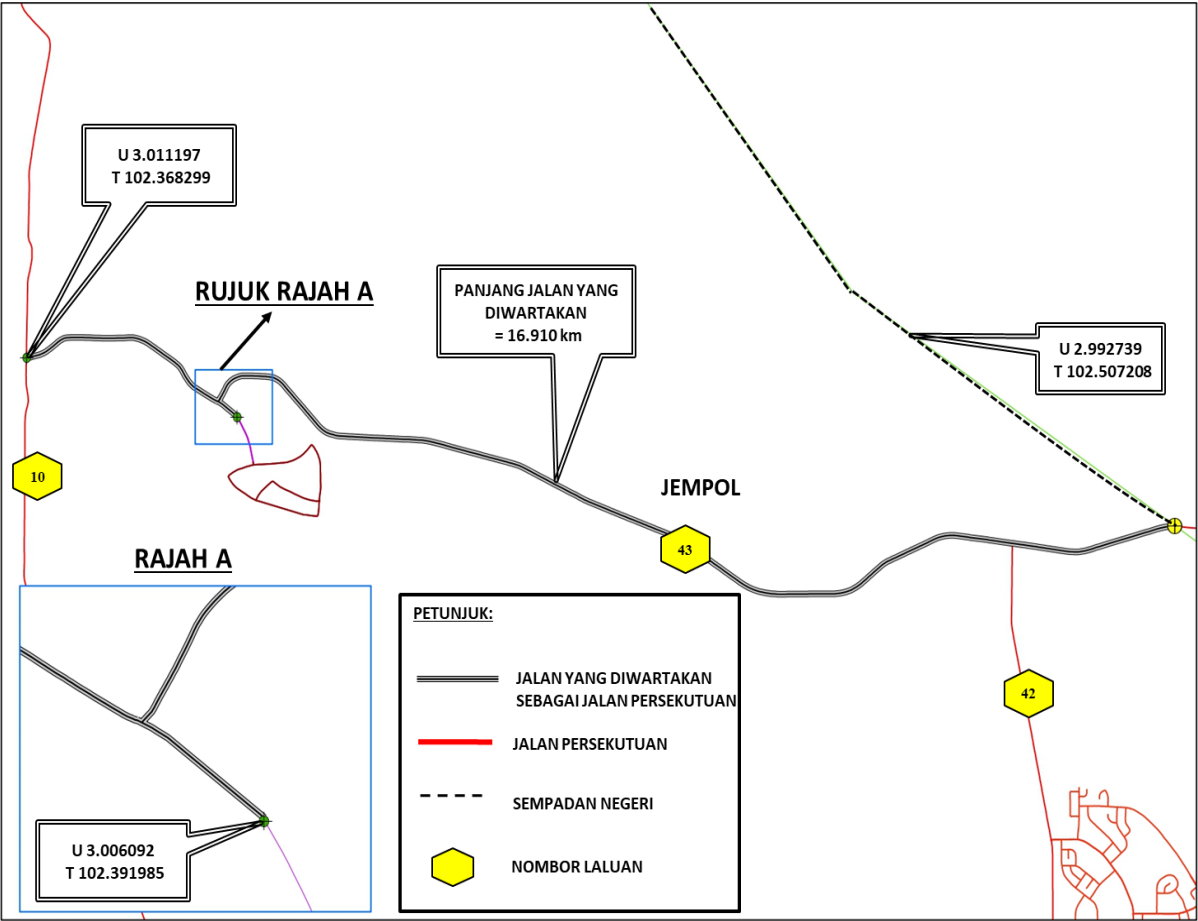 U 3.011197
T 102.368299
RUJUK RAJAH A
PANJANG JALAN YANG
DIWARTAKAN
= 16.910 km
U 2.992739
T 102.507208
10
JEMPOL
43
RAJAH A
U 3.006092
T 102.391985
PETUNJUK:
JALAN YANG DIWARTAKAN
SEBAGAI JALAN PERSEKUTUAN
JALAN PERSEKUTUAN
SEMPADAN NEGERI
NOMBOR LALUAN
42